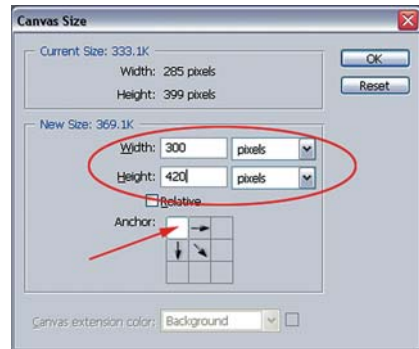 Canvas Size
Current Size: 333.1K
Width: 285 pixels
Height: 399 pixels
OK
Reset
New Size: 369.1K
Width: 300 pixels
Height: 420 pixels
Relative
Anchor:
Canvas extension color: Background